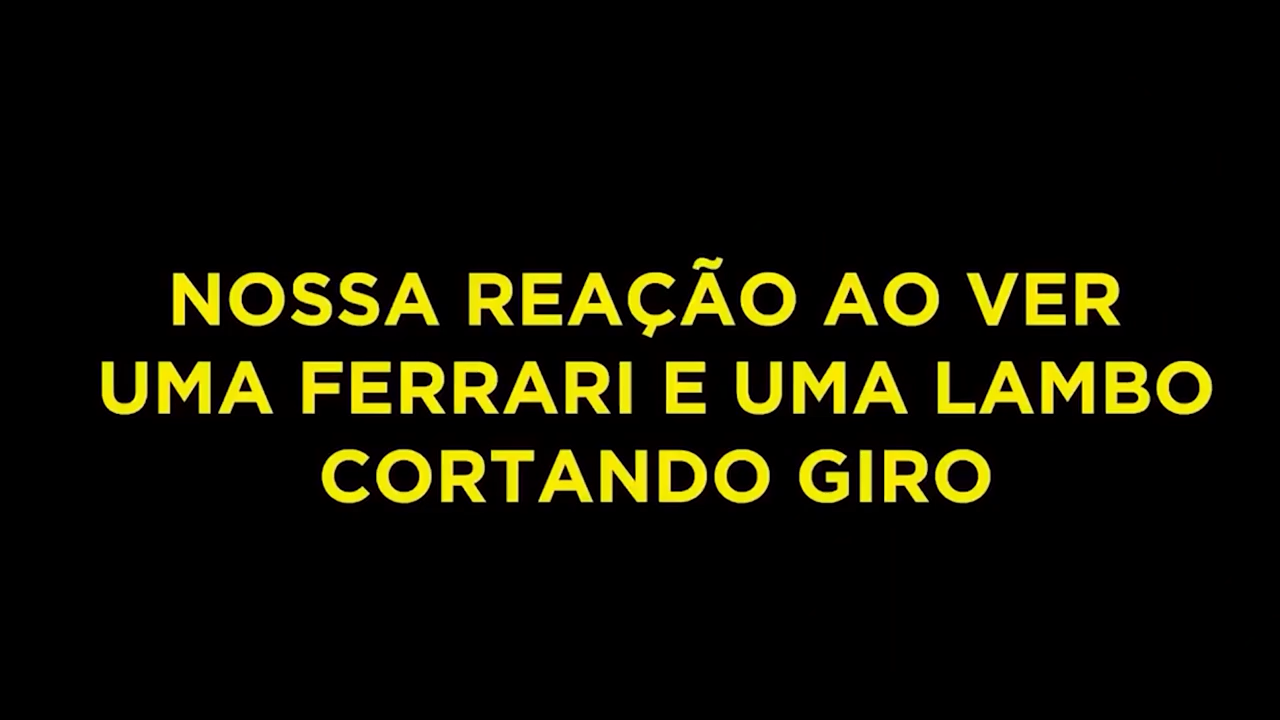 NOSSA REAÇÃO AO VER
UMA FERRARI E UMA LAMBO
CORTANDO GIRO